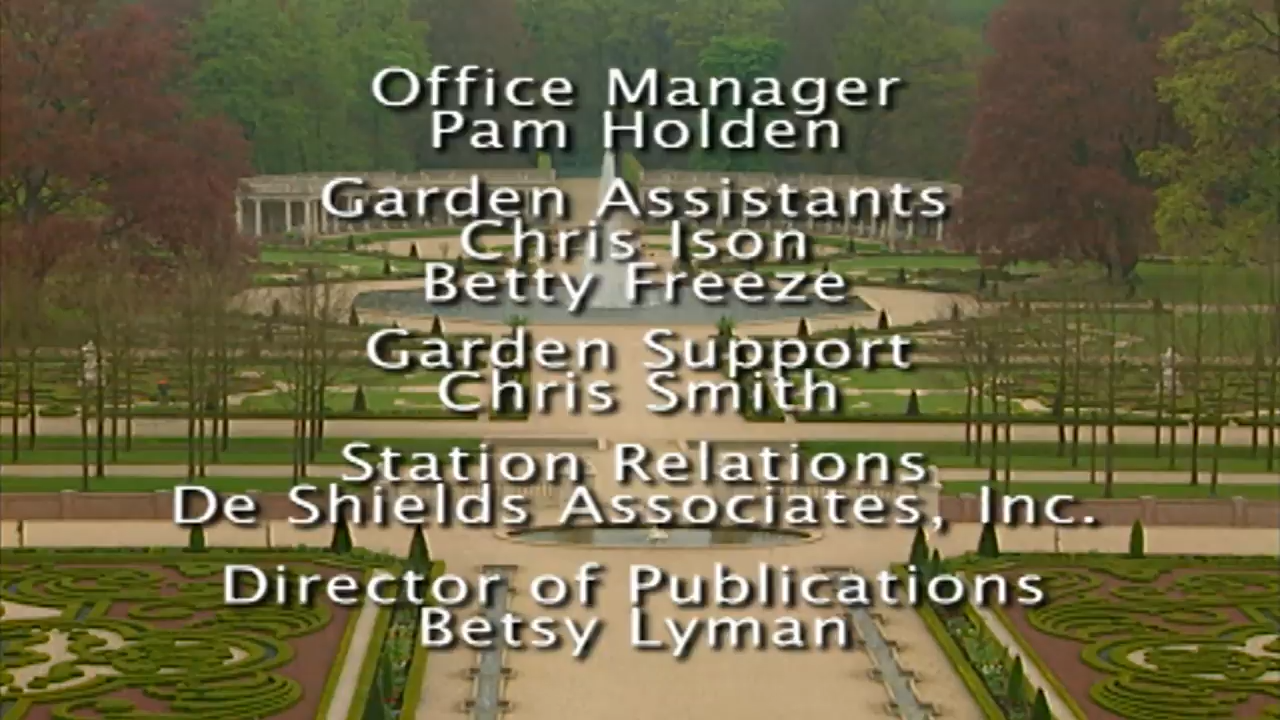 Office Manager
Pam Holden
Garden Assistants
Chris Ison
Betty Freeze
Garden Support
Chris Smith
Station Relations
De Shields Associates, Inc.
Director of Publications
Betsy Lyman